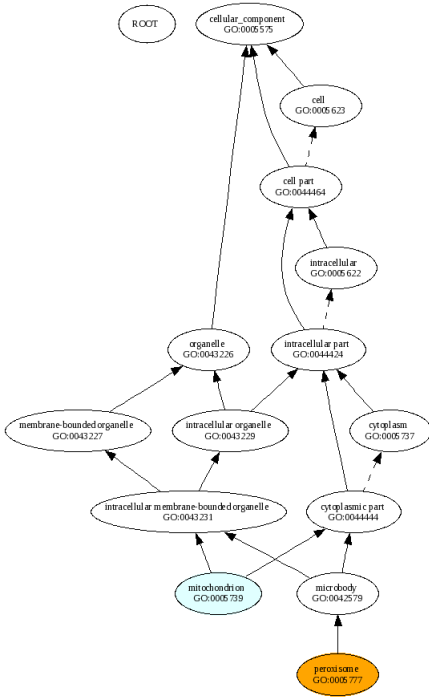 ROOT
cellular_component
GO:0005575
cell
GO:0005623
cell part
GO:0044464
intracellular
GO:0005622
organelle
GO:0043226
intracellular part
GO:0044424
membrane-bounded organelle
GO:0043227
intracellular organelle
GO:0043229
cytoplasm
GO:0005737
intracellular membrane-bounded organelle
GO:0043231
cytoplasmic part
GO:0044444
mitochondrion
GO:0005739
microbody
GO:0042579
peroxisome
GO:0005777